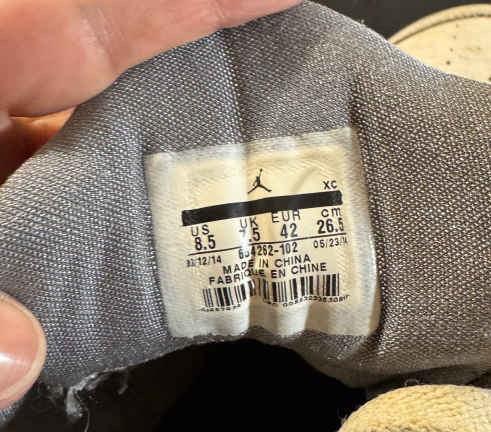 XC
US UK EUR cm
8.5 7.5 42 26.5
03/12/14 654262-102 05/23/14
MADE IN CHINA
FABRIQUE EN CHINE